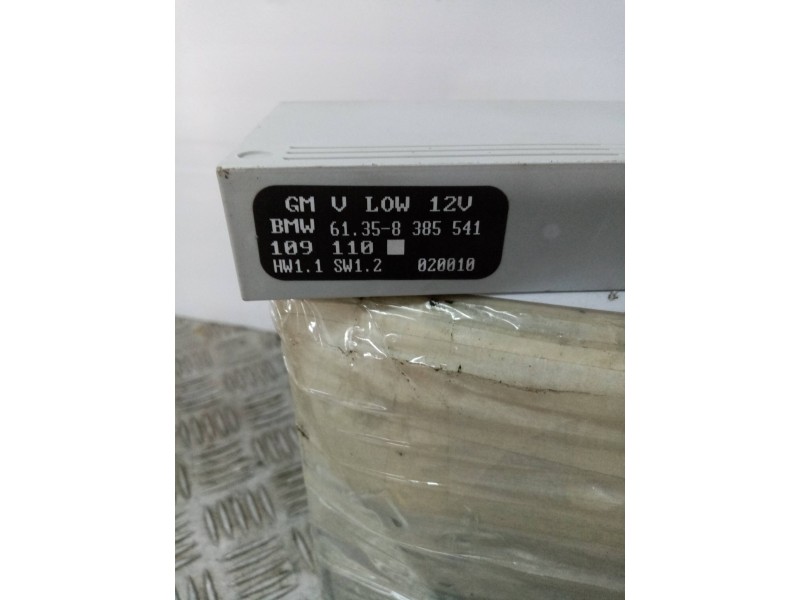 GM V LOW 12V
BMW 61.35-8 385 541
109 110
HW1.1 SW1.2 020010